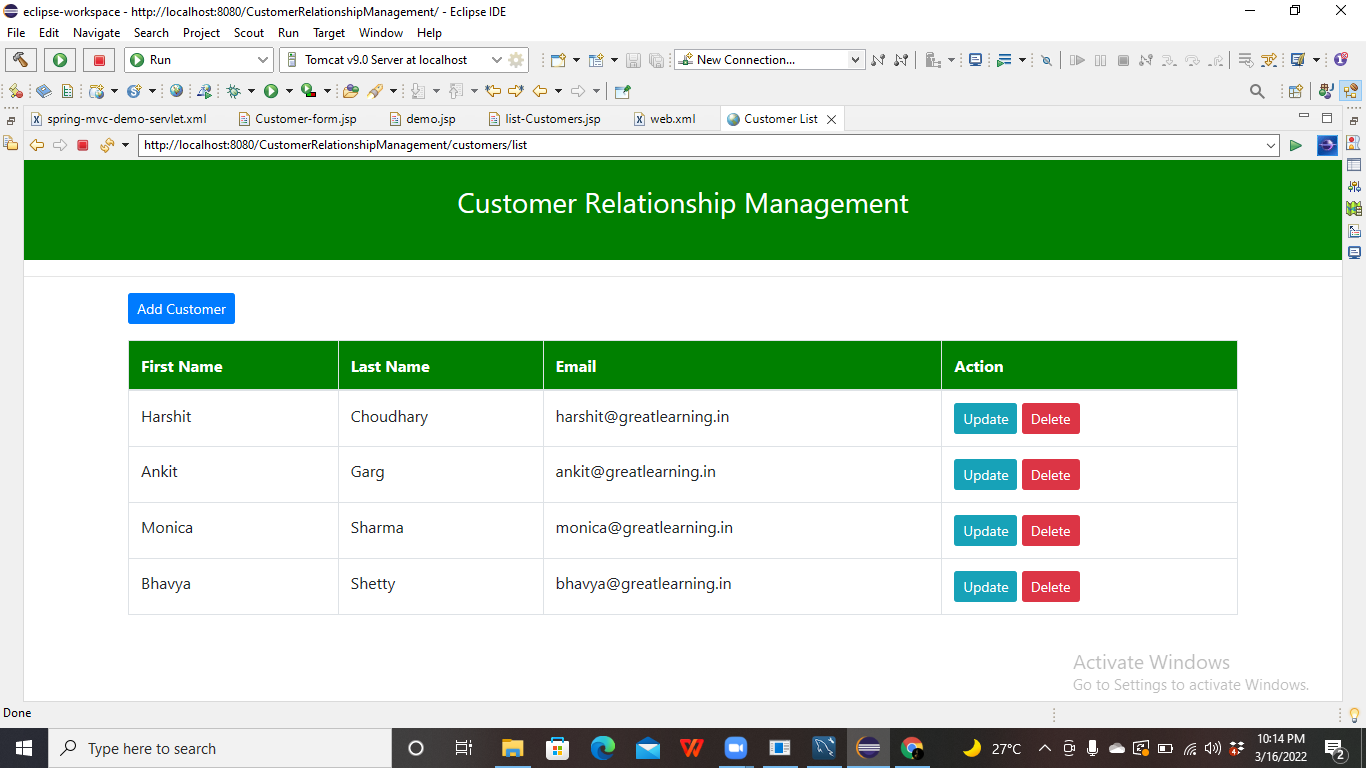 eclipse-workspace - http://localhost:8080/CustomerRelationshipManagement/ - Eclipse IDE
File Edit Navigate Search Project Scout Run Target Window Help
Run Tomcat v9.0 Server at localhost New Connection...
spring-mvc-demo-servlet.xml Customer-form.jsp demo.jsp list-Customers.jsp web.xml Customer List
http://localhost:8080/CustomerRelationshipManagement/customers/list
Customer Relationship Management
Add Customer
First Name Last Name Email Action
Harshit Choudhary harshit@greatlearning.in Update Delete
Ankit Garg ankit@greatlearning.in Update Delete
Monica Sharma monica@greatlearning.in Update Delete
Bhavya Shetty bhavya@greatlearning.in Update Delete
Activate Windows
Go to Settings to activate Windows.
Done
Type here to search
27°C
10:14 PM
3/16/2022
2